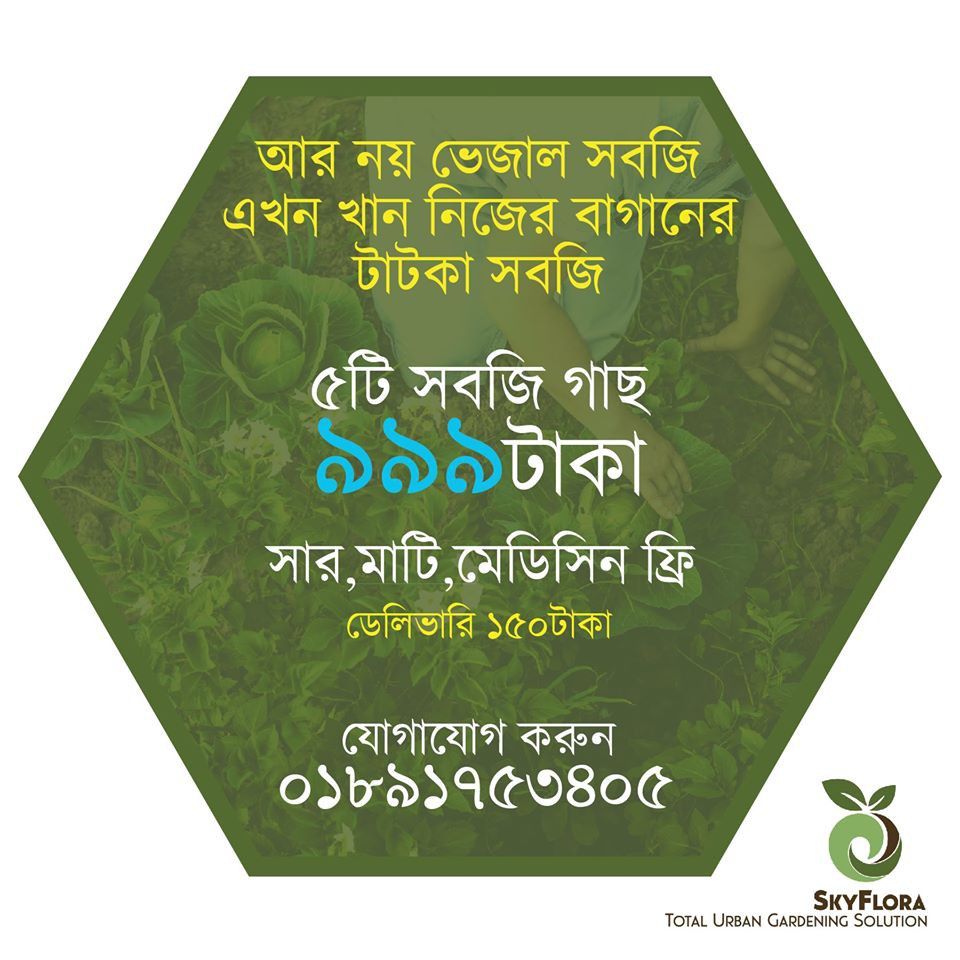 আর নয় ভেজাল সবজি
এখন খান নিজের বাগানের
টাটকা সবজি
৫টি সবজি গাছ
৯৯৯টাকা
সার,মাটি,মেডিসিন ফ্রি
ডেলিভারি ১৫০টাকা
যোগাযোগ করুন
০১৮৯১৭৫৩৪০৫
SKYFLORA
TOTAL URBAN GARDENING SOLUTION